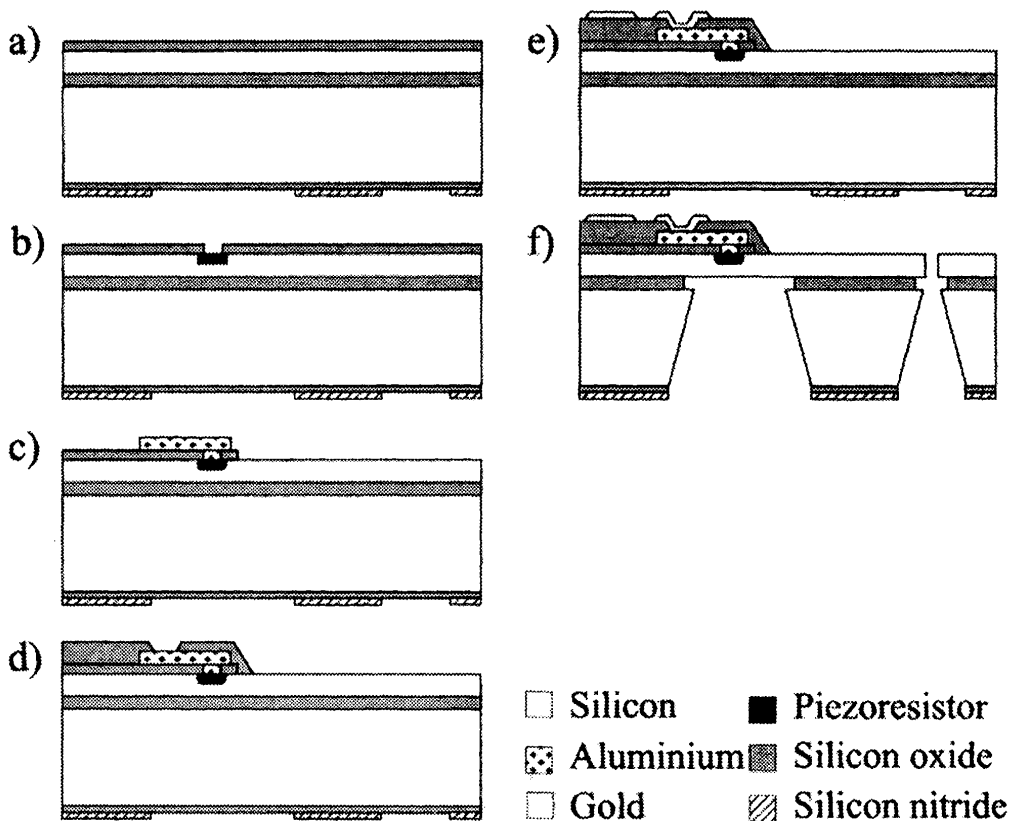 a)
b)
c)
d)
e)
f)
Silicon
Piezoresistor
Aluminium
Silicon oxide
Gold
Silicon nitride